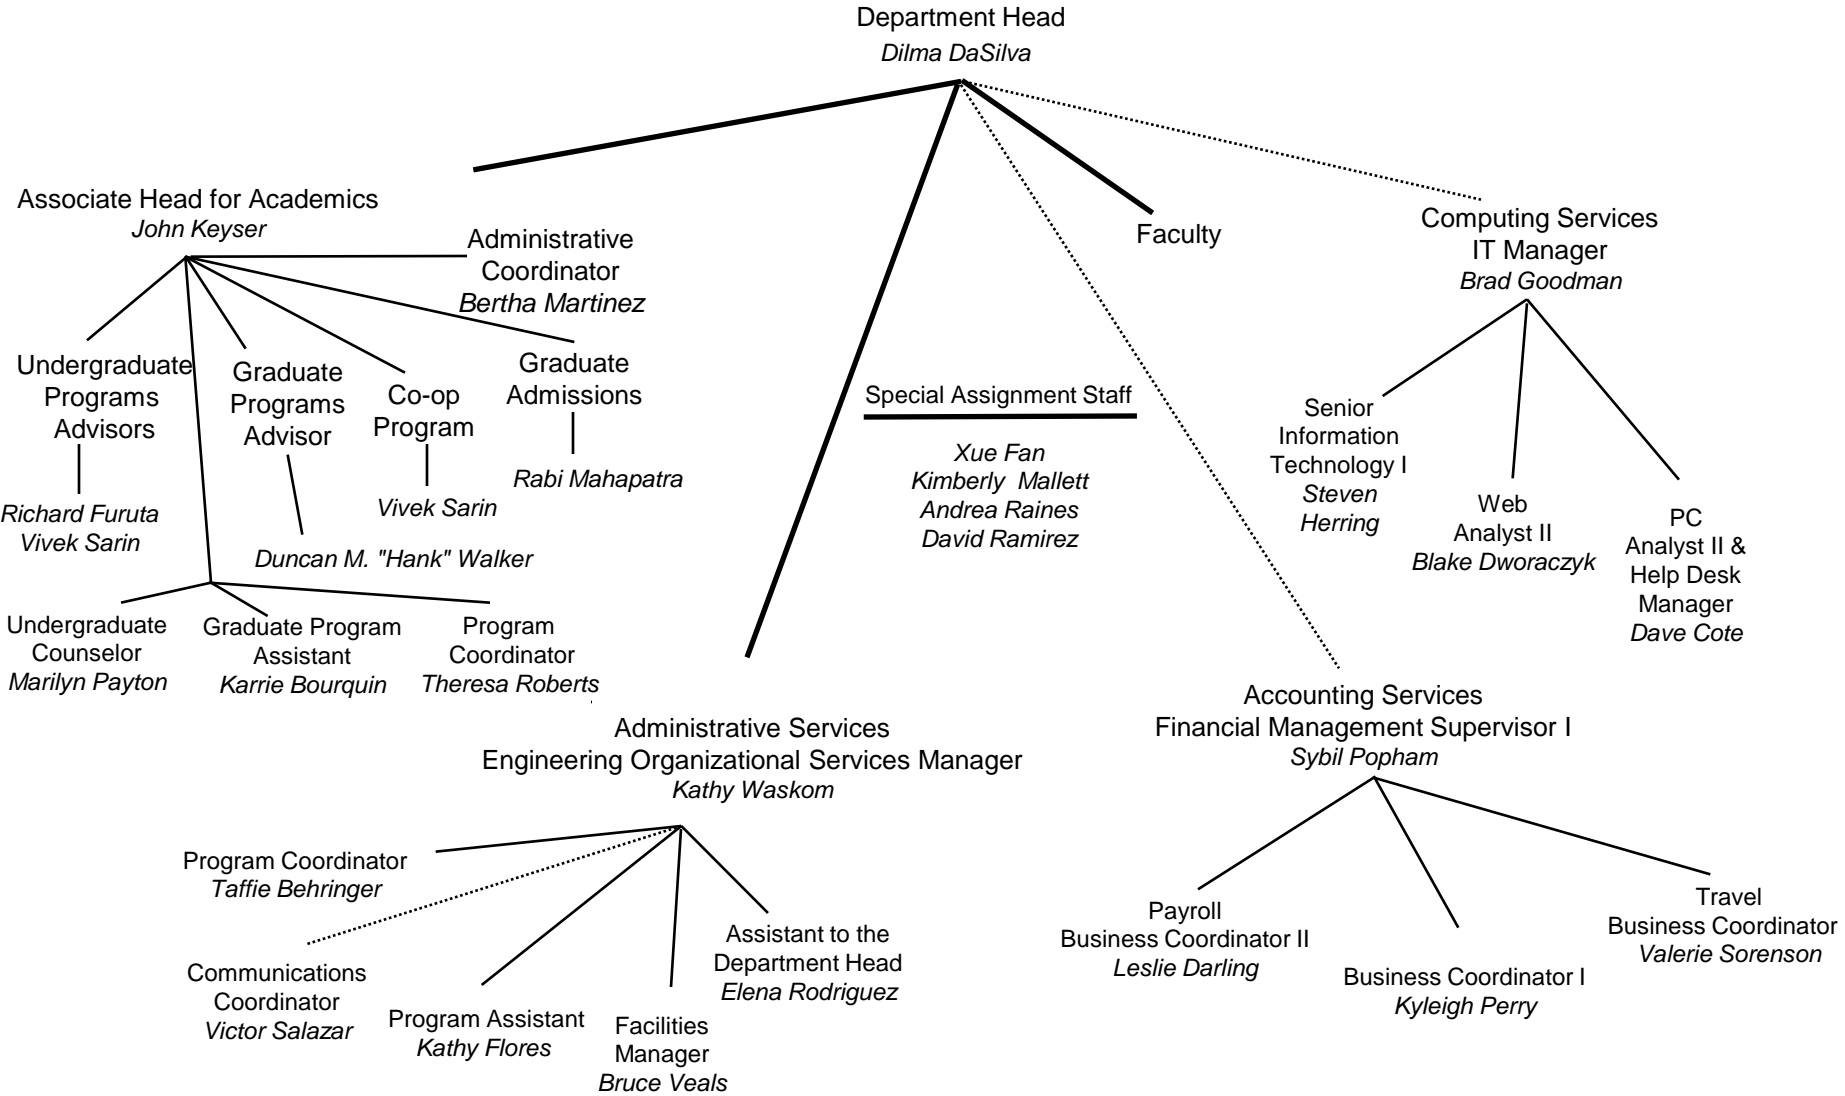 Department Head
Dilma DaSilva
Associate Head for Academics
John Keyser
Administrative
Coordinator
Bertha Martinez
Faculty
Computing Services
IT Manager
Brad Goodman
Undergraduate
Programs
Advisors
Richard Furuta
Vivek Sarin
Graduate
Programs
Advisor
Duncan M. "Hank" Walker
Co-op
Program
Vivek Sarin
Graduate
Admissions
Rabi Mahapatra
Special Assignment Staff
Xue Fan
Kimberly Mallett
Andrea Raines
David Ramirez
Senior
Information
Technology I
Steven
Herring
Web
Analyst II
Blake Dworaczyk
PC
Analyst II &
Help Desk
Manager
Dave Cote
Undergraduate
Counselor
Marilyn Payton
Graduate Program
Assistant
Karrie Bourquin
Program
Coordinator
Theresa Roberts
Administrative Services
Engineering Organizational Services Manager
Kathy Waskom
Accounting Services
Financial Management Supervisor I
Sybil Popham
Program Coordinator
Taffie Behringer
Communications
Coordinator
Victor Salazar
Program Assistant
Kathy Flores
Facilities
Manager
Bruce Veals
Assistant to the
Department Head
Elena Rodriguez
Payroll
Business Coordinator II
Leslie Darling
Business Coordinator I
Kyleigh Perry
Travel
Business Coordinator
Valerie Sorenson